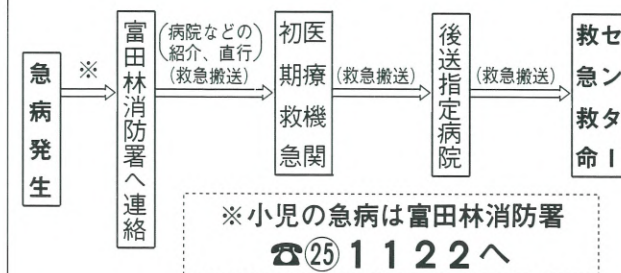 急病発生
※
富田林消防署へ連絡
(病院などの
紹介、直行)
(救急搬送)
初期救急
医療機関
(救急搬送)
後送指定病院
(救急搬送)
救急救命
センター
※小児の急病は富田林消防署
☎㉕1122へ